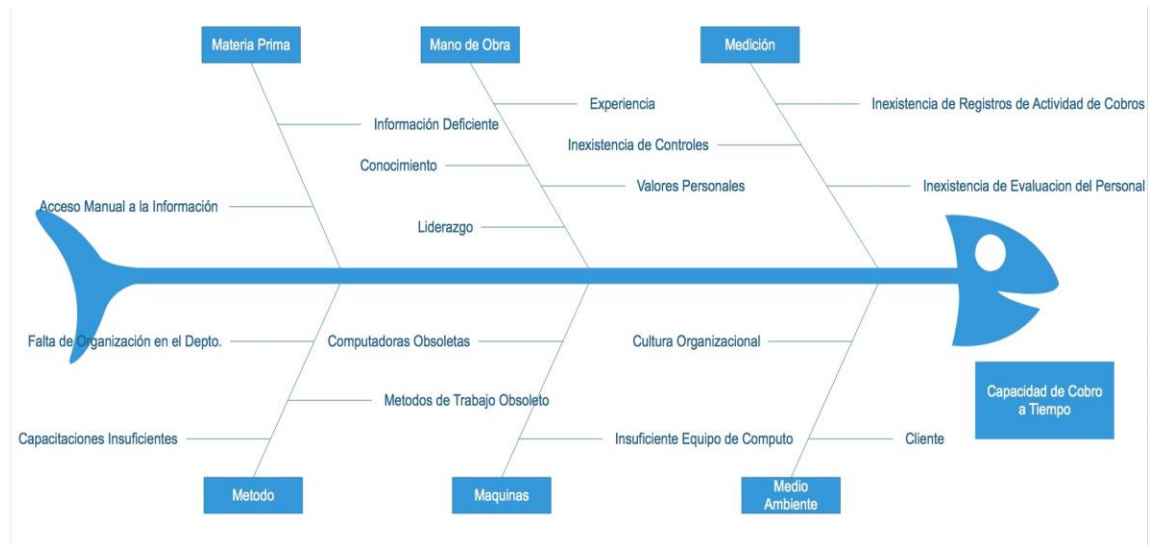 Materia Prima
Mano de Obra
Medición
Experiencia
Inexistencia de Registros de Actividad de Cobros
Información Deficiente
Inexistencia de Controles
Conocimiento
Valores Personales
Inexistencia de Evaluacion del Personal
Acceso Manual a la Información
Liderazgo
Falta de Organización en el Depto.
Computadoras Obsoletas
Cultura Organizacional
Capacidad de Cobro
a Tiempo
Metodos de Trabajo Obsoleto
Capacitaciones Insuficientes
Insuficiente Equipo de Computo
Cliente
Metodo
Maquinas
Medio
Ambiente